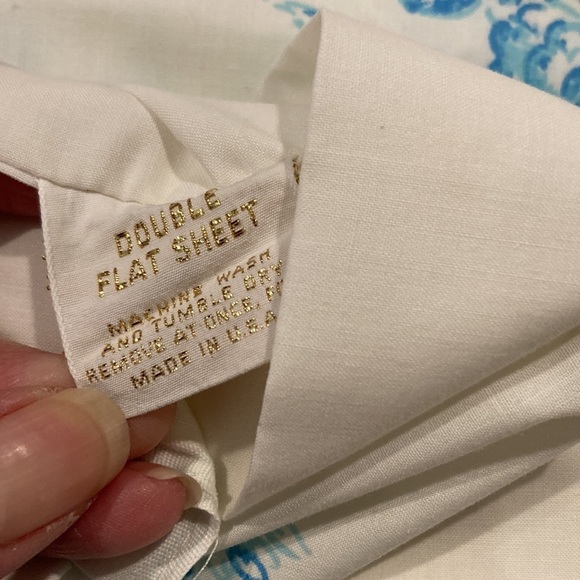 DOUBLE
FLAT SHEET
MACHINE WASH
AND TUMBLE DRY
REMOVE AT ONCE.
MADE IN U.S.A.